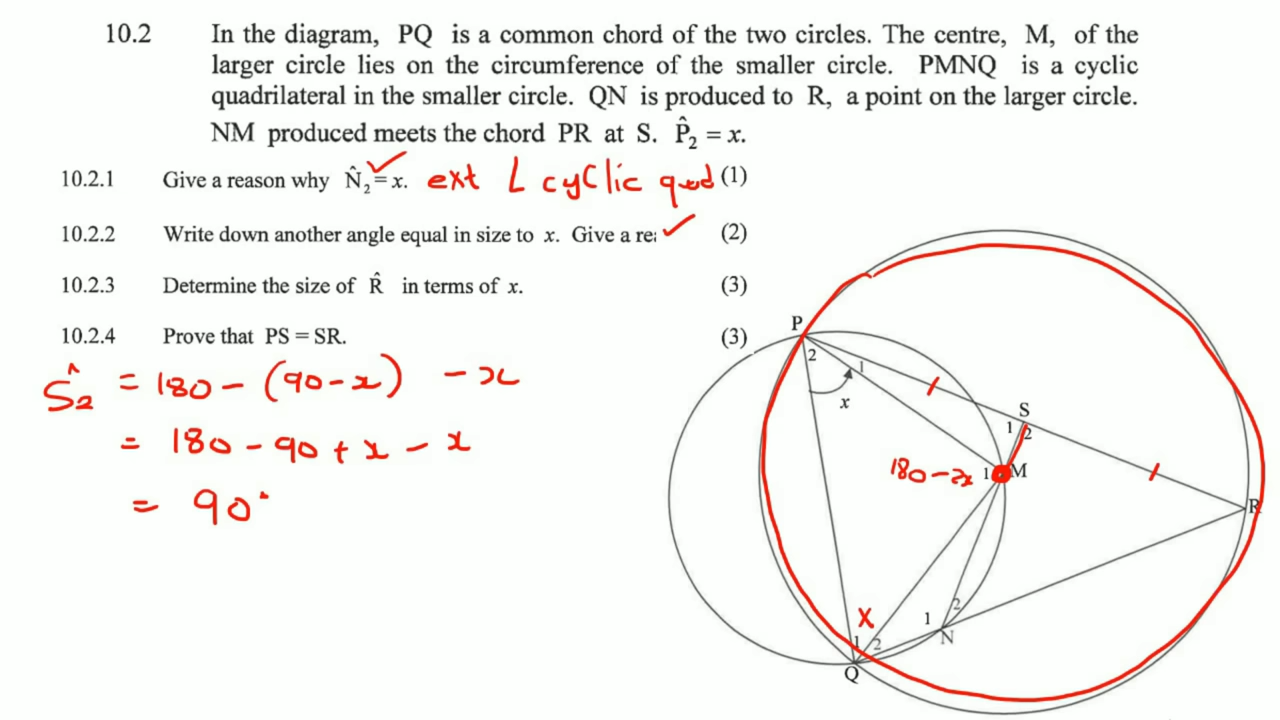 10.2 In the diagram, PQ is a common chord of the two circles. The centre, M, of the
larger circle lies on the circumference of the smaller circle. PMNQ is a cyclic
quadrilateral in the smaller circle. QN is produced to R, a point on the larger circle.
NM produced meets the chord PR at S. P̂₂ = x.
10.2.1 Give a reason why N̂₂ = x. ext L cyclic quad (1)
10.2.2 Write down another angle equal in size to x. Give a re (2)
10.2.3 Determine the size of R̂ in terms of x. (3)
10.2.4 Prove that PS = SR. (3)
Ŝ₂ = 180 - (90 - x) - x
= 180 - 90 + x - x
= 90°
P
2
1
x
S
1 2
180 - 2x 1 M
R
x
1 2
N
1 2
Q